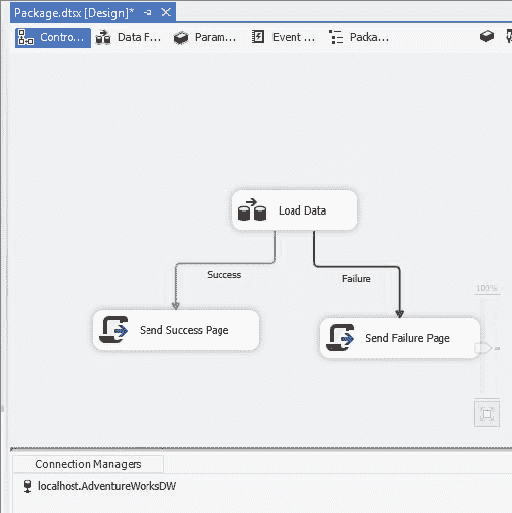 Package.dtsx [Design]*
Contro... Data F... Param... Event ... Packa...
Load Data
Success
Failure
100%
Send Success Page
Send Failure Page
Connection Managers
localhost.AdventureWorksDW